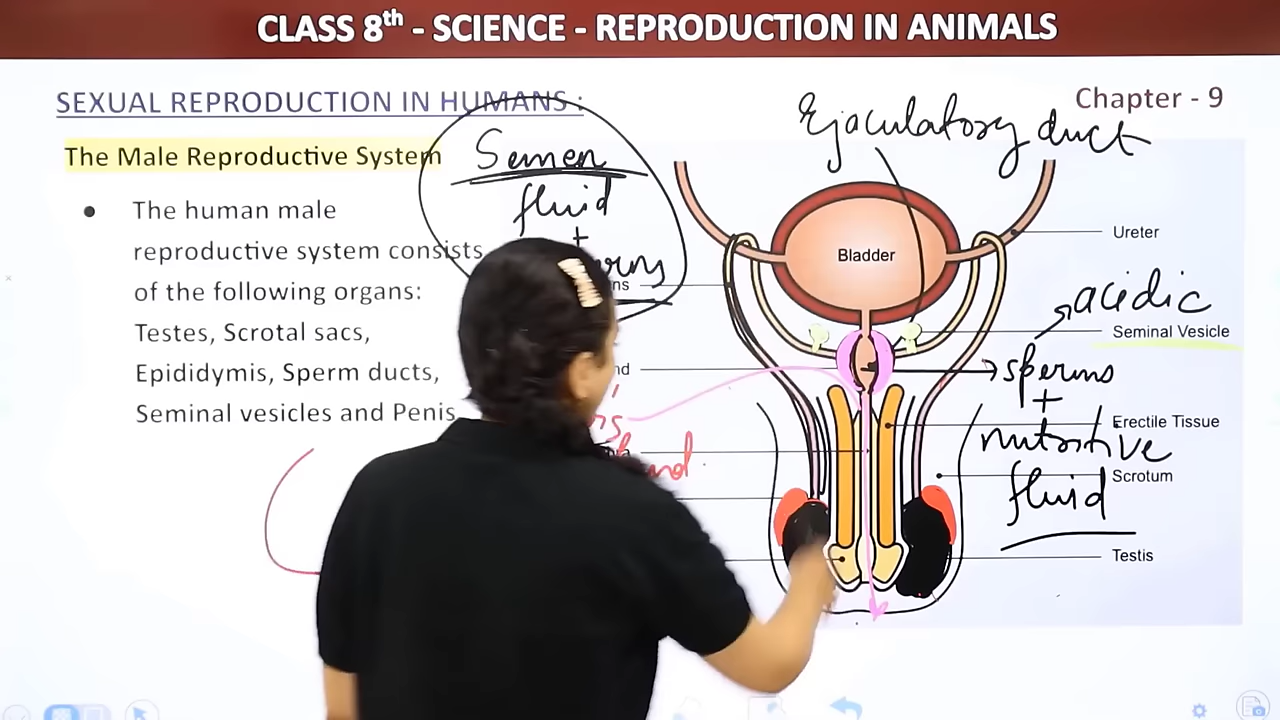 CLASS 8th - SCIENCE - REPRODUCTION IN ANIMALS
SEXUAL REPRODUCTION IN HUMANS :
Chapter - 9
The Male Reproductive System
The human male
reproductive system consists
of the following organs:
Testes, Scrotal sacs,
Epididymis, Sperm ducts,
Seminal vesicles and Penis
Semen
fluid
+
Ejaculatory duct
Bladder
Ureter
acidic
Seminal Vesicle
sperms
+
Erectile Tissue
nutritive
Scrotum
fluid
Testis